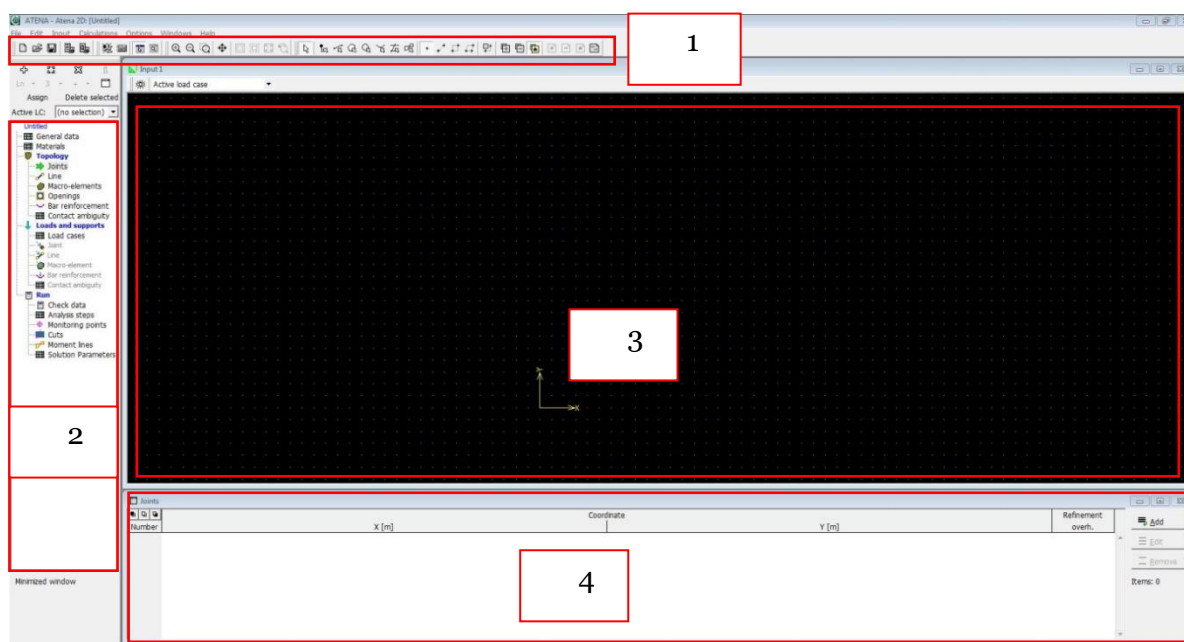 ATENA - Atena 2D: [Untitled]
File Edit Input Calculations Options Windows Help
1
Input 1
Ln - 3 - + -
Active load case
Assign Delete selected
Active LC: (no selection)
Untitled
General data
Materials
Topology
Joints
Line
Macro-elements
Openings
Bar reinforcement
Contact ambiguity
Loads and supports
Load cases
Joint
Line
Macro-element
Bar reinforcement
Contact ambiguity
Run
Check data
Analysis steps
Monitoring points
Cuts
Moment lines
Solution Parameters
2
3
Y
X
Joints
Number
Coordinate
X [m] Y [m]
Refinement
overh.
Add
Edit
Remove
Items: 0
4
Minimized window